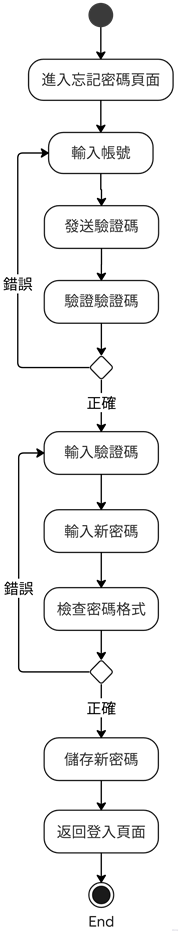 進入忘記密碼頁面
輸入帳號
發送驗證碼
驗證驗證碼
錯誤
正確
輸入驗證碼
輸入新密碼
錯誤
檢查密碼格式
正確
儲存新密碼
返回登入頁面
End